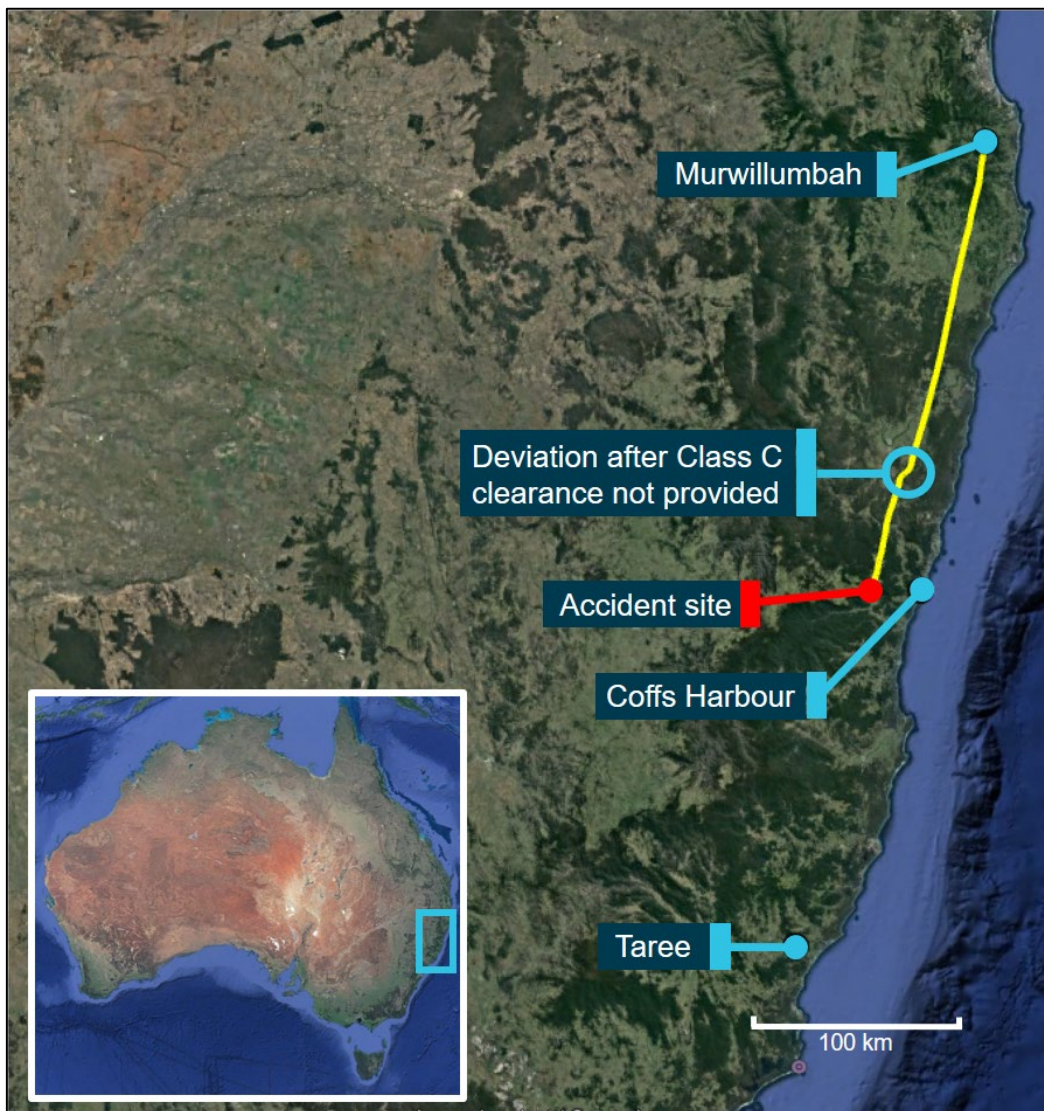 Murwillumbah
Deviation after Class C
clearance not provided
Accident site
Coffs Harbour
Taree
100 km